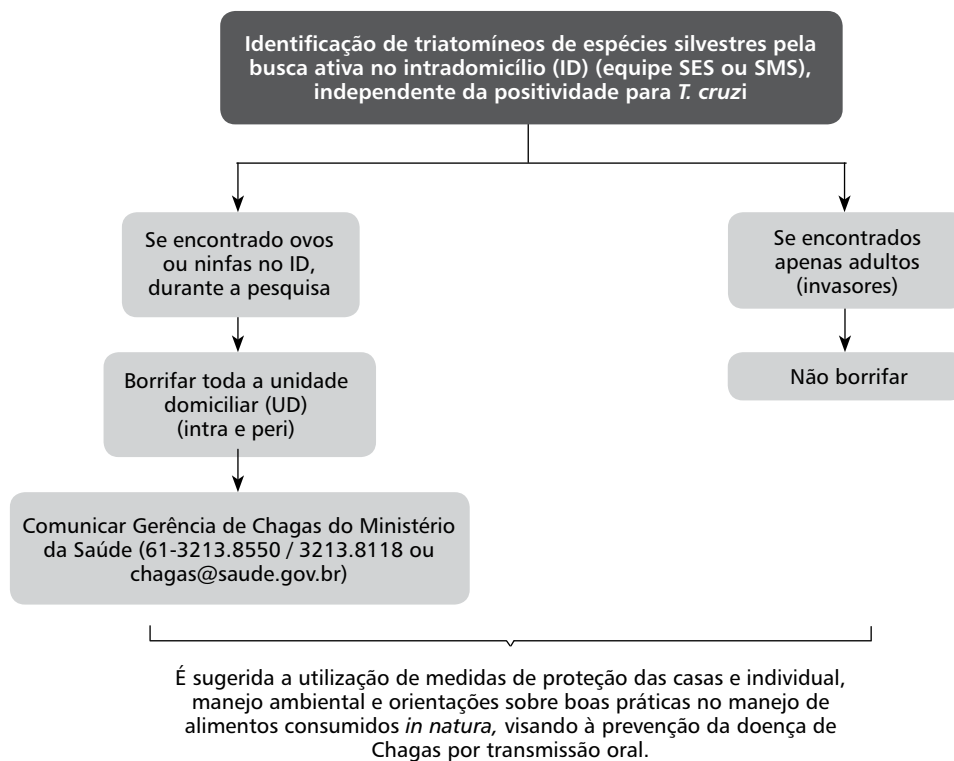 Identificação de triatomíneos de espécies silvestres pela
busca ativa no intradomicílio (ID) (equipe SES ou SMS),
independente da positividade para T. cruzi
Se encontrado ovos
ou ninfas no ID,
durante a pesquisa
Se encontrados
apenas adultos
(invasores)
Borrifar toda a unidade
domiciliar (UD)
(intra e peri)
Não borrifar
Comunicar Gerência de Chagas do Ministério
da Saúde (61-3213.8550 / 3213.8118 ou
chagas@saude.gov.br)
É sugerida a utilização de medidas de proteção das casas e individual,
manejo ambiental e orientações sobre boas práticas no manejo de
alimentos consumidos in natura, visando à prevenção da doença de
Chagas por transmissão oral.